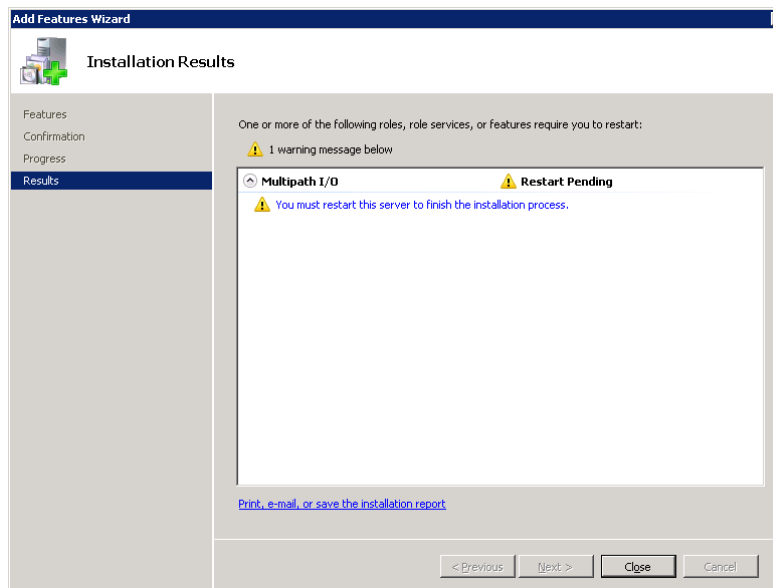 Add Features Wizard
Installation Results
Features
Confirmation
Progress
Results
One or more of the following roles, role services, or features require you to restart:
1 warning message below
Multipath I/O Restart Pending
You must restart this server to finish the installation process.
Print, e-mail, or save the installation report
< Previous Next > Close Cancel